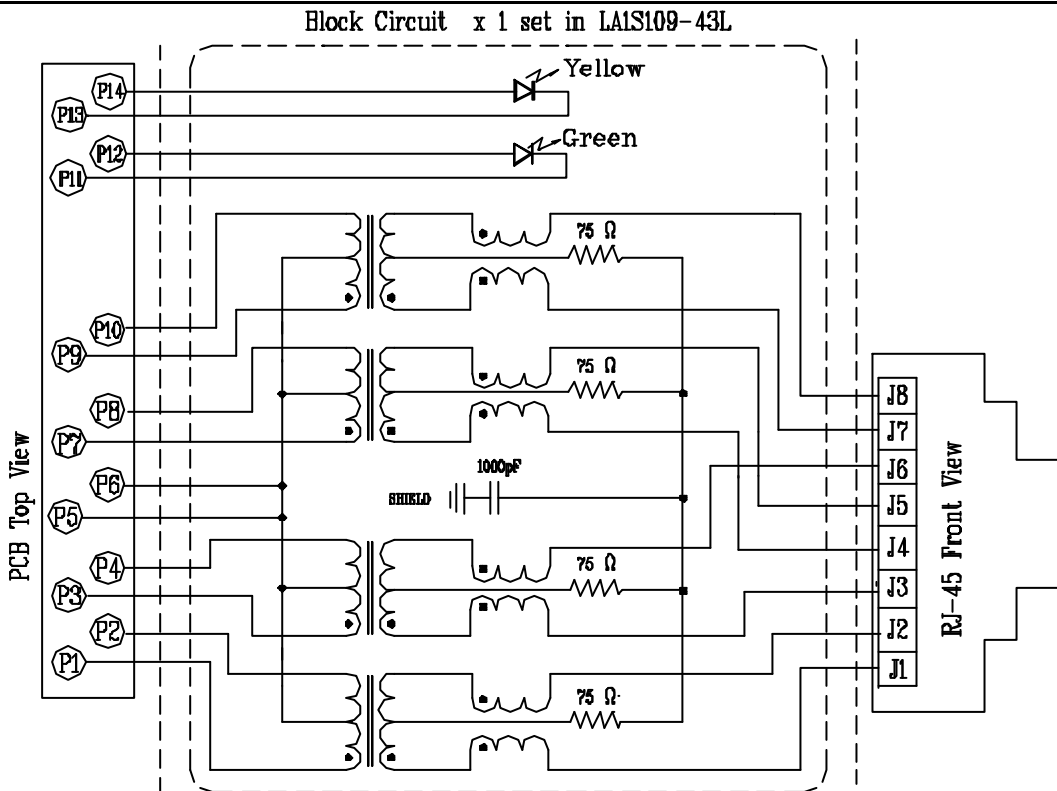 Block Circuit x 1 set in LA1S109-43L
P14
Yellow
P13
P12
Green
P11
75 Ω
P10
P9
75 Ω
P8
J8
P7
J7
1000pF
J6
P6
SHIELD
J5
P5
J4
P4
75 Ω
P3
J3
P2
J2
P1
J1
75 Ω
PCB Top View
RJ-45 Front View